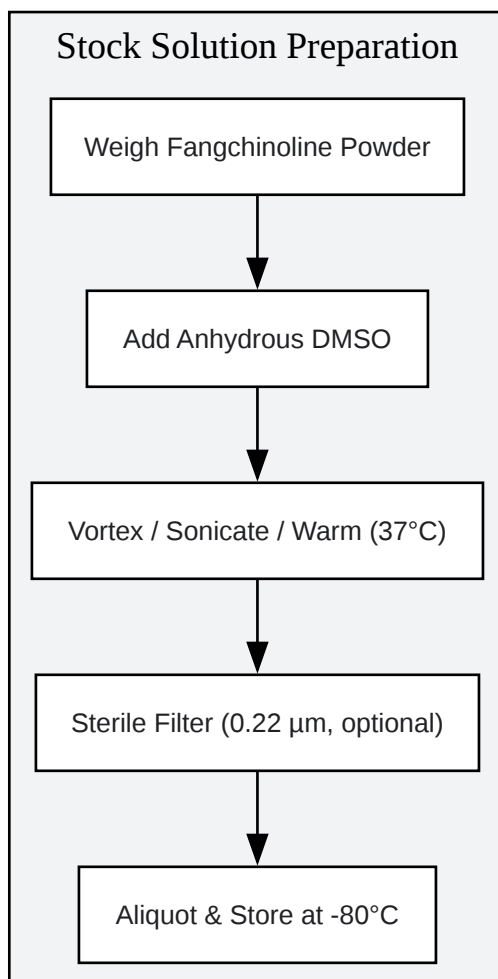 Stock Solution Preparation
Weigh Fangchinoline Powder
Add Anhydrous DMSO
Vortex / Sonicate / Warm (37°C)
Sterile Filter (0.22 µm, optional)
Aliquot & Store at -80°C